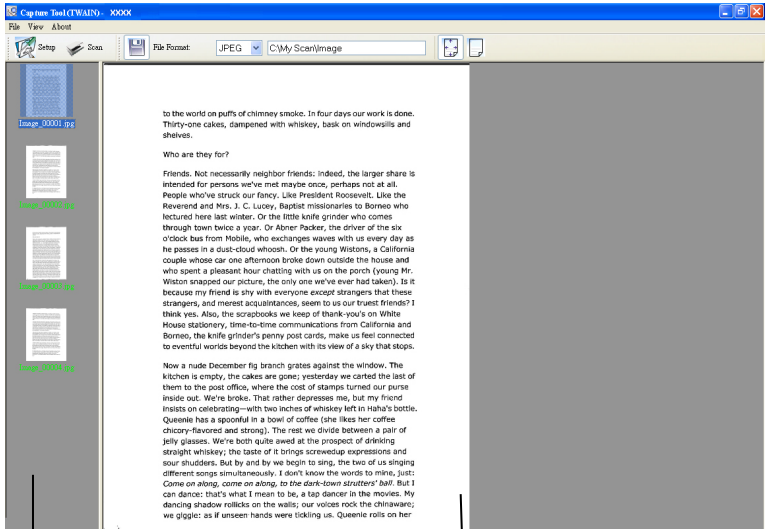 Capture Tool (TWAIN) - XXXX
File View About
Setup Scan File Format: JPEG C:\My Scan\Image
Image_00001.jpg
to the world on puffs of chimney smoke. In four days our work is done.
Thirty-one cakes, dampened with whiskey, bask on windowsills and
shelves.
Who are they for?
Friends. Not necessarily neighbor friends: indeed, the larger share is
intended for persons we've met maybe once, perhaps not at all.
People who've struck our fancy. Like President Roosevelt. Like the
Reverend and Mrs. J. C. Lucey, Baptist missionaries to Borneo who
lectured here last winter. Or the little knife grinder who comes
through town twice a year. Or Abner Packer, the driver of the six
o'clock bus from Mobile, who exchanges waves with us every day as
he passes in a dust-cloud whoosh. Or the young Wistons, a California
couple whose car one afternoon broke down outside the house and
who spent a pleasant hour chatting with us on the porch (young Mr.
Wiston snapped our picture, the only one we've ever had taken). Is it
because my friend is shy with everyone except strangers that these
strangers, and merest acquaintances, seem to us our truest friends? I
think yes. Also, the scrapbooks we keep of thank-you's on White
House stationery, time-to-time communications from California and
Borneo, the knife grinder's penny post cards, make us feel connected
to eventful worlds beyond the kitchen with its view of a sky that stops.
Now a nude December fig branch grates against the window. The
kitchen is empty, the cakes are gone; yesterday we carted the last of
them to the post office, where the cost of stamps turned our purse
inside out. We're broke. That rather depresses me, but my friend
insists on celebrating—with two inches of whiskey left in Haha's bottle.
Queenie has a spoonful in a bowl of coffee (she likes her coffee
chicory-flavored and strong). The rest we divide between a pair of
jelly glasses. We're both quite awed at the prospect of drinking
straight whiskey; the taste of it brings screwedup expressions and
sour shudders. But by and by we begin to sing, the two of us singing
different songs simultaneously. I don't know the words to mine, just:
Come on along, come on along, to the dark-town strutters' ball. But I
can dance: that's what I mean to be, a tap dancer in the movies. My
dancing shadow rollicks on the walls; our voices rock the chinaware;
we giggle: as if unseen hands were tickling us. Queenie rolls on her